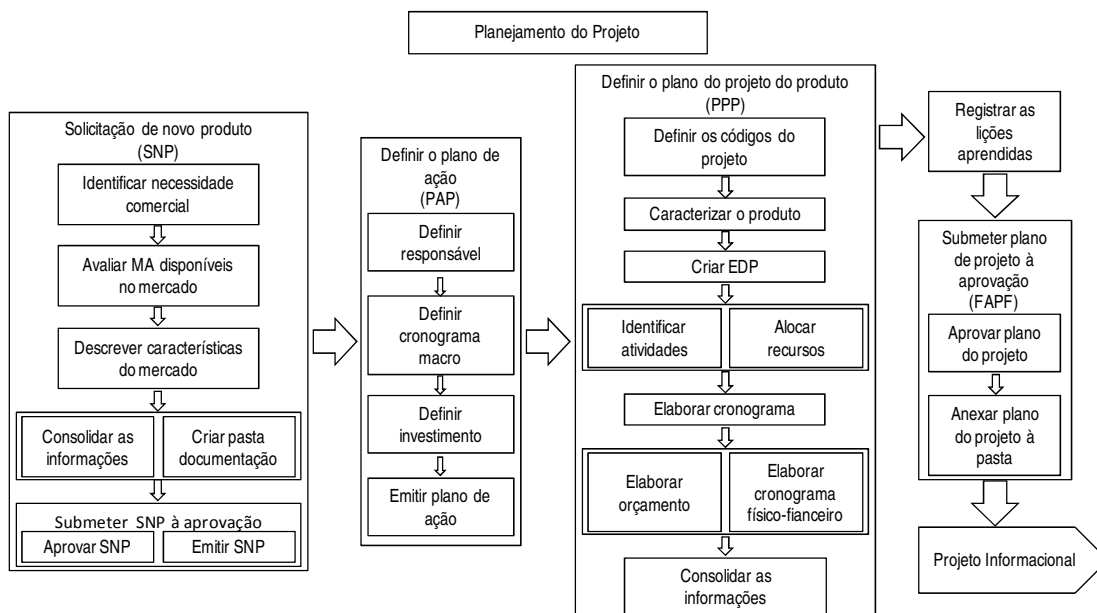 Planejamento do Projeto
Solicitação de novo produto
(SNP)
Identificar necessidade
comercial
Avaliar MA disponíveis
no mercado
Descrever características
do mercado
Consolidar as
informações
Criar pasta
documentação
Submeter SNP à aprovação
Aprovar SNP
Emitir SNP
Definir o plano de
ação
(PAP)
Definir
responsável
Definir
cronograma
macro
Definir
investimento
Emitir plano de
ação
Definir o plano do projeto do produto
(PPP)
Definir os códigos do
projeto
Caracterizar o produto
Criar EDP
Identificar
atividades
Alocar
recursos
Elaborar cronograma
Elaborar
orçamento
Elaborar
cronograma
físico-fianceiro
Consolidar as
informações
Registrar as
lições
aprendidas
Submeter plano
de projeto à
aprovação
(FAPF)
Aprovar plano
do projeto
Anexar plano
do projeto à
pasta
Projeto Informacional